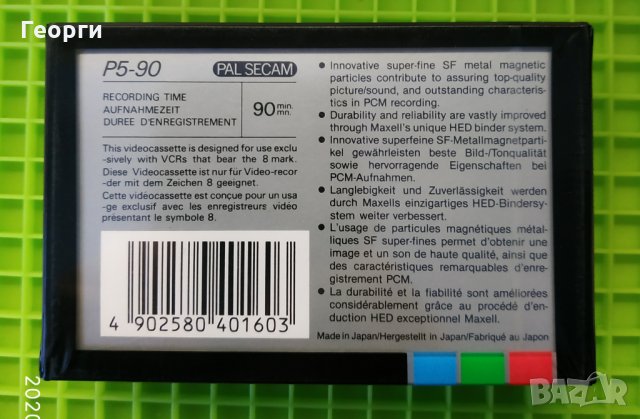 Георги
P5-90
PAL SECAM
RECORDING TIME
AUFNAHMEZEIT
DUREE D'ENREGISTREMENT
90 min.
mn.
This videocassette is designed for use exclu
-sively with VCRs that bear the 8 mark.
Diese Videocassette ist nur für Video-recor
-der mit dem Zeichen 8 geeignet.
Cette vidéocassette est conçue pour un usa
-ge exclusif avec les enregistreurs vidéo
présentant le symbole 8.
4 902580 401603
● Innovative super-fine SF metal magnetic
particles contribute to assuring top-quality
picture/sound, and outstanding characteris-
tics in PCM recording.
● Durability and reliability are vastly improved
through Maxell's unique HED binder system.
● Innovative superfeine SF-Metallmagnetparti-
kel gewährleisten beste Bild-/Tonqualität
sowie hervorragende Eigenschaften bei
PCM-Aufnahmen.
● Langlebigkeit und Zuverlässigkeit werden
durch Maxells einzigartiges HED-Bindersy-
stem weiter verbessert.
● L'usage de particules magnétiques métal-
liques SF super-fines permet d'obtenir une
image et un son de haute qualité, ainsi que
des caractéristiques remarquables d'enre-
gistrement PCM.
● La durabilité et la fiabilité sont améliorées
considérablement grâce au procédé d'en-
duction HED exceptionnel Maxell.
Made in Japan/Hergestellt in Japan/Fabriqué au Japon
2020
BAZAR